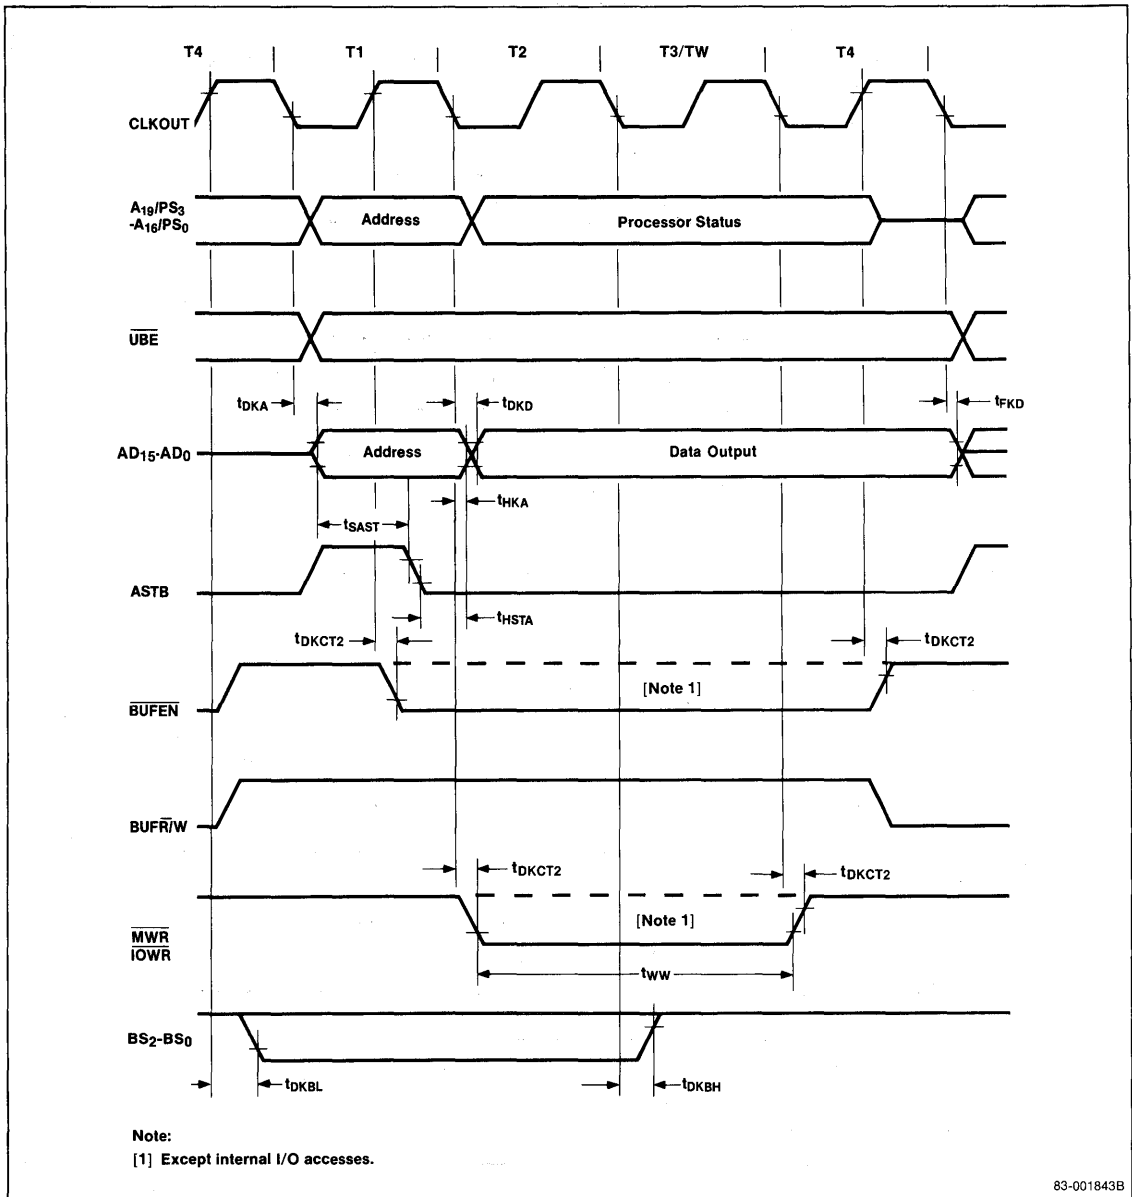 T4 T1 T2 T3/TW T4
CLKOUT
A19/PS3
-A16/PS0
Address
Processor Status
UBE
tDKA
tDKD
tFKD
AD15-AD0
Address
Data Output
tHKA
tSAST
ASTB
tHSTA
tDKCT2
tDKCT2
[Note 1]
BUFEN
BUFR/W
tDKCT2
tDKCT2
[Note 1]
MWR
IOWR
tWW
BS2-BS0
tDKBL
tDKBH
Note:
[1] Except internal I/O accesses.
83-001843B